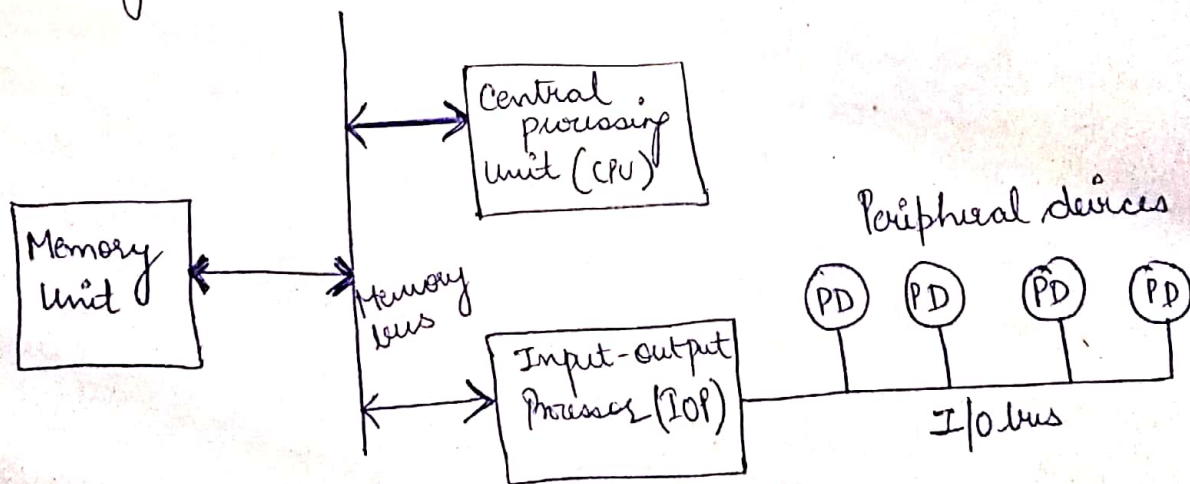 Central
processing
Unit (CPU)
Memory
Unit
Memory
bus
Peripheral devices
PD PD PD PD
Input-output
Processor (IOP)
I/O bus